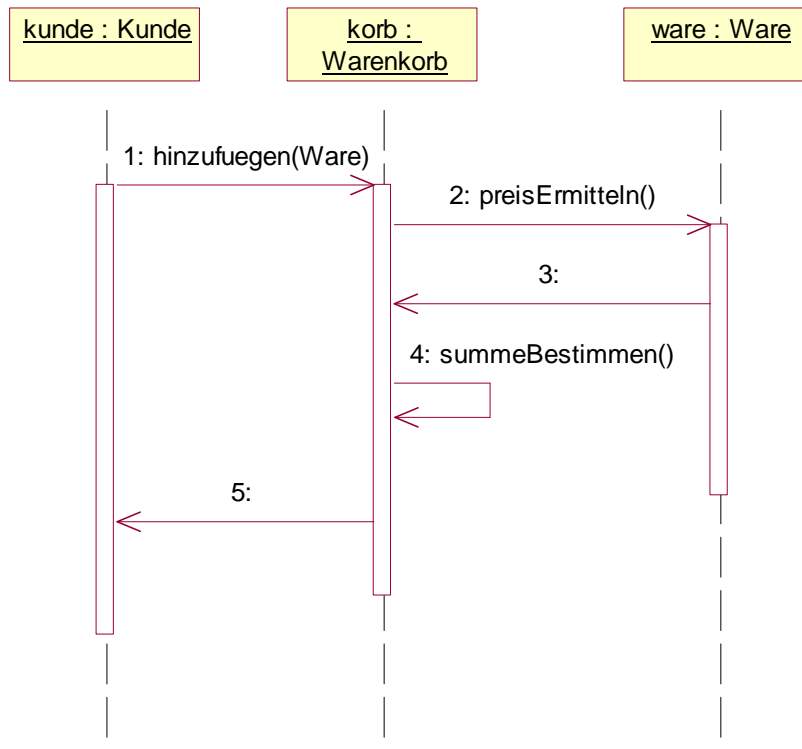 kunde : Kunde
korb :
Warenkorb
ware : Ware
1: hinzufuegen(Ware)
2: preisErmitteln()
3:
4: summeBestimmen()
5: